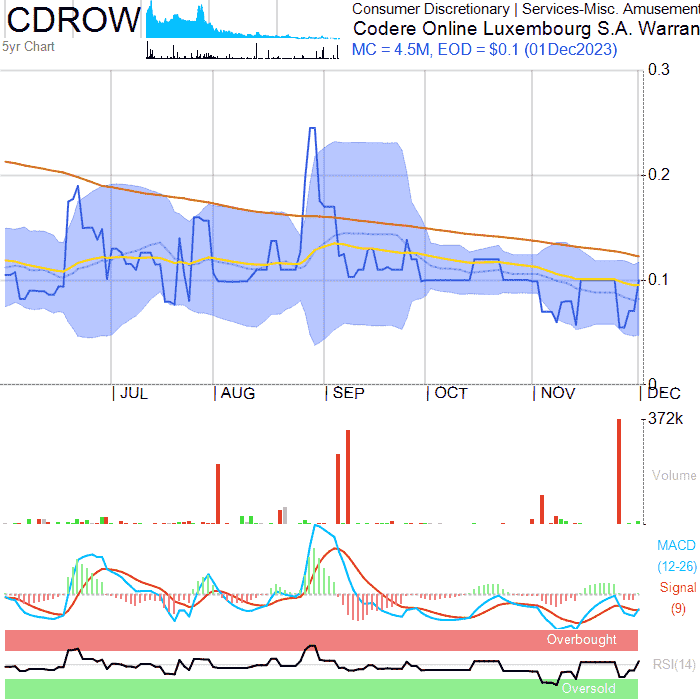 CDROW
5yr Chart
Consumer Discretionary | Services-Misc. Amusement
Codere Online Luxembourg S.A. Warran
MC = 4.5M, EOD = $0.1 (01Dec2023)
0.3
0.2
0.1
0
JUL AUG SEP OCT NOV DEC
372k
Volume
MACD
(12-26)
Signal
(9)
Overbought
RSI(14)
Oversold